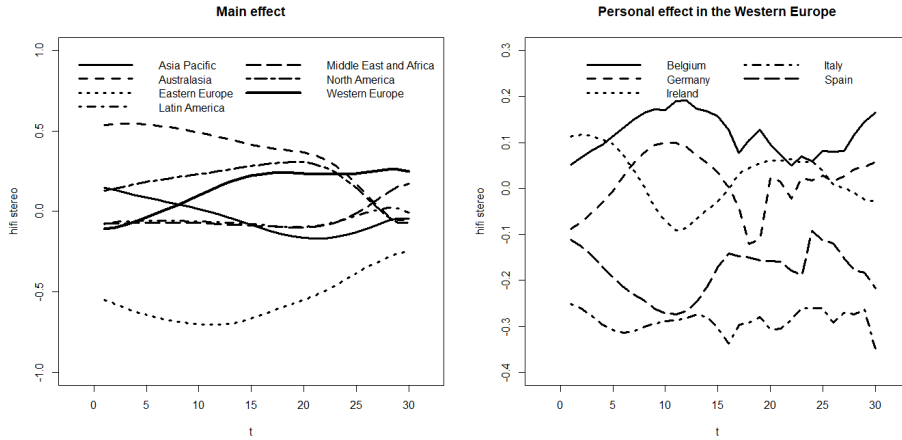 Main effect
hifi stereo
1.0
0.5
0.0
-0.5
-1.0
Asia Pacific
Australasia
Eastern Europe
Latin America
Middle East and Africa
North America
Western Europe
0 5 10 15 20 25 30
t
Personal effect in the Western Europe
hifi stereo
0.3
0.2
0.1
0.0
-0.1
-0.2
-0.3
-0.4
Belgium
Germany
Ireland
Italy
Spain
0 5 10 15 20 25 30
t